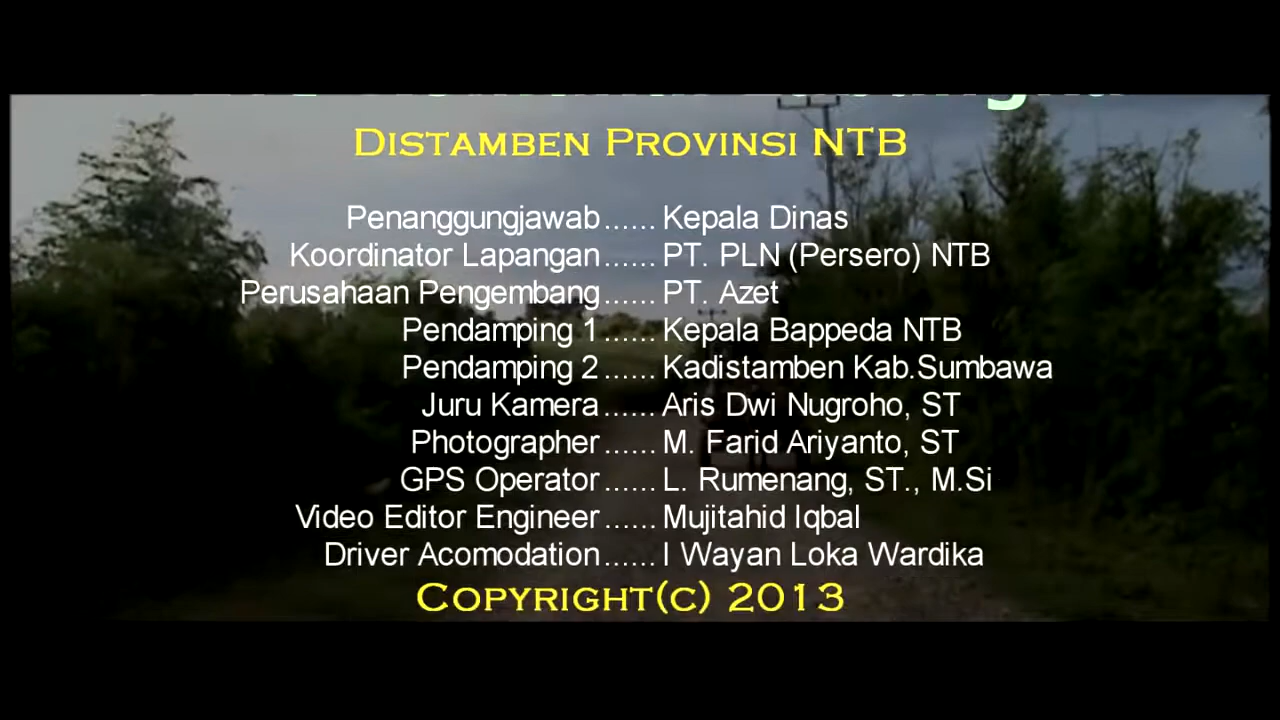 Distamben Provinsi NTB
Penanggungjawab...... Kepala Dinas
Koordinator Lapangan...... PT. PLN (Persero) NTB
Perusahaan Pengembang...... PT. Azet
Pendamping 1...... Kepala Bappeda NTB
Pendamping 2...... Kadistamben Kab.Sumbawa
Juru Kamera...... Aris Dwi Nugroho, ST
Photographer...... M. Farid Ariyanto, ST
GPS Operator...... L. Rumenang, ST., M.Si
Video Editor Engineer...... Mujitahid Iqbal
Driver Acomodation...... I Wayan Loka Wardika
Copyright(c) 2013